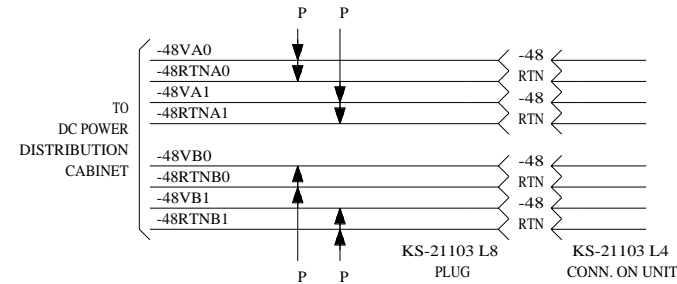 P P
-48VA0 -48
-48RTNA0 RTN
-48VA1 -48
-48RTNA1 RTN
TO
DC POWER
DISTRIBUTION
CABINET
-48VB0 -48
-48RTNB0 RTN
-48VB1 -48
-48RTNB1 RTN
KS-21103 L8 KS-21103 L4
PLUG CONN. ON UNIT
P P